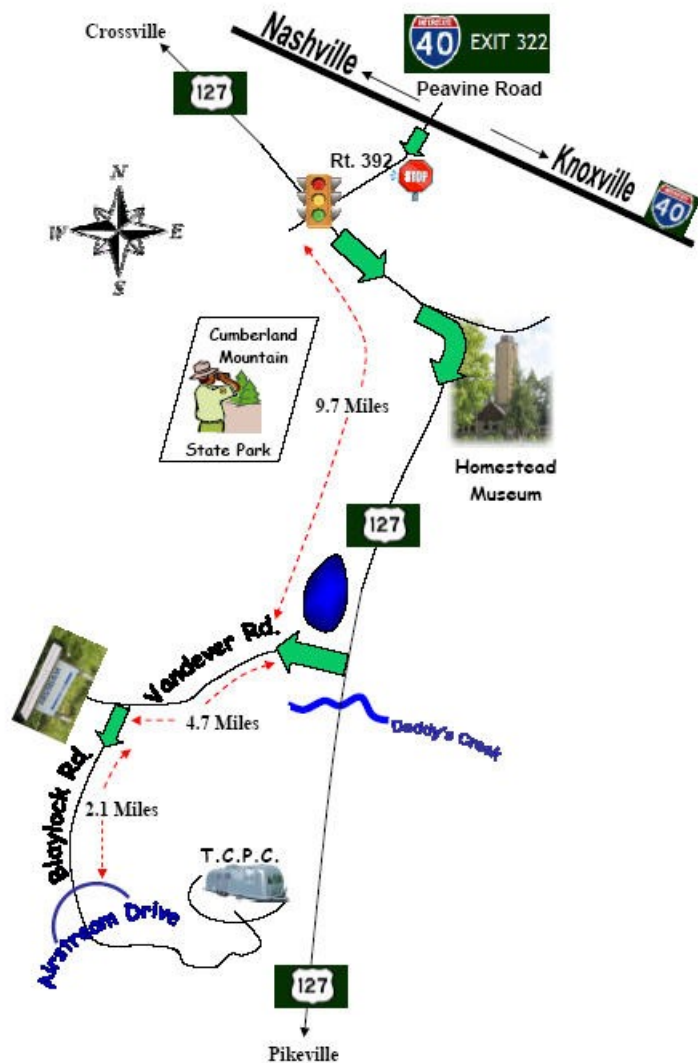 Crossville
Nashville
INTERSTATE
40
EXIT 322
127
Peavine Road
Rt. 392
STOP
Knoxville
40
N
W
E
S
Cumberland
Mountain
State Park
9.7 Miles
Homestead
Museum
127
Vandever Rd.
4.7 Miles
Daddy's Creek
Blaylock Rd.
2.1 Miles
T.C.P.C.
Airstream Drive
127
Pikeville